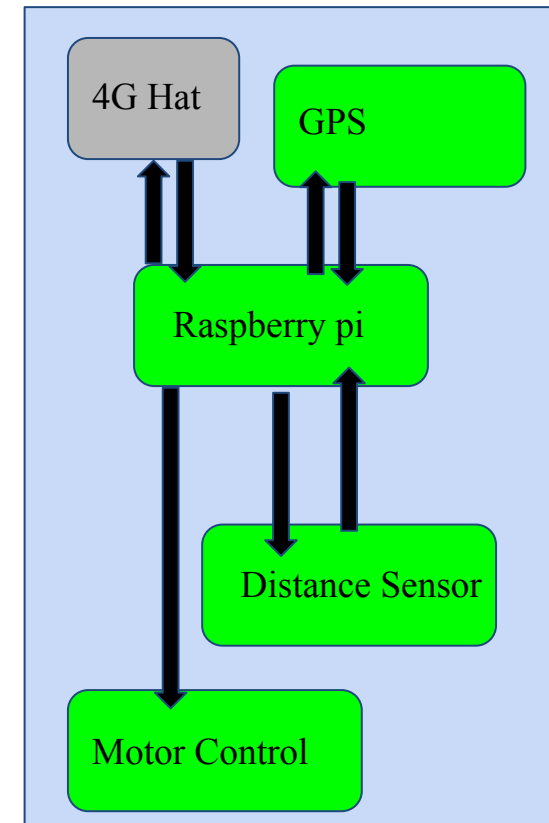 4G Hat
GPS
Raspberry pi
Distance Sensor
Motor Control